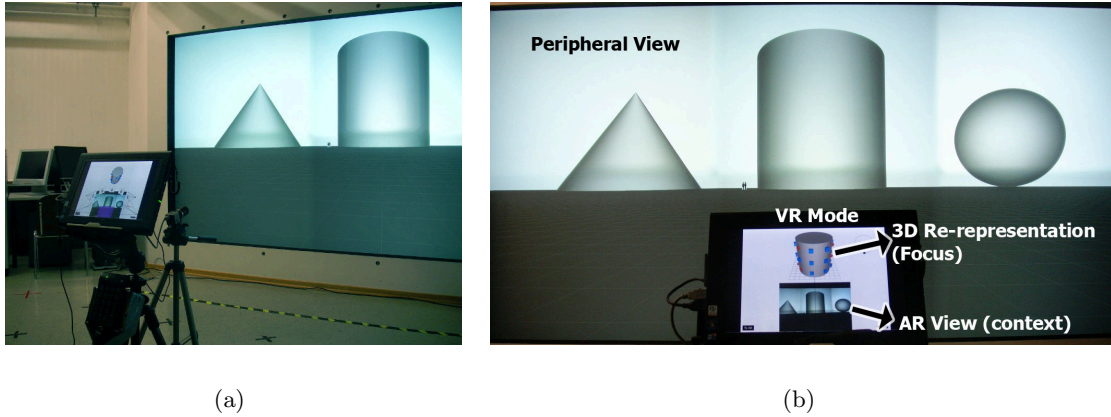 Peripheral View
VR Mode
3D Re-representation
(Focus)
AR View (context)
(a)
(b)